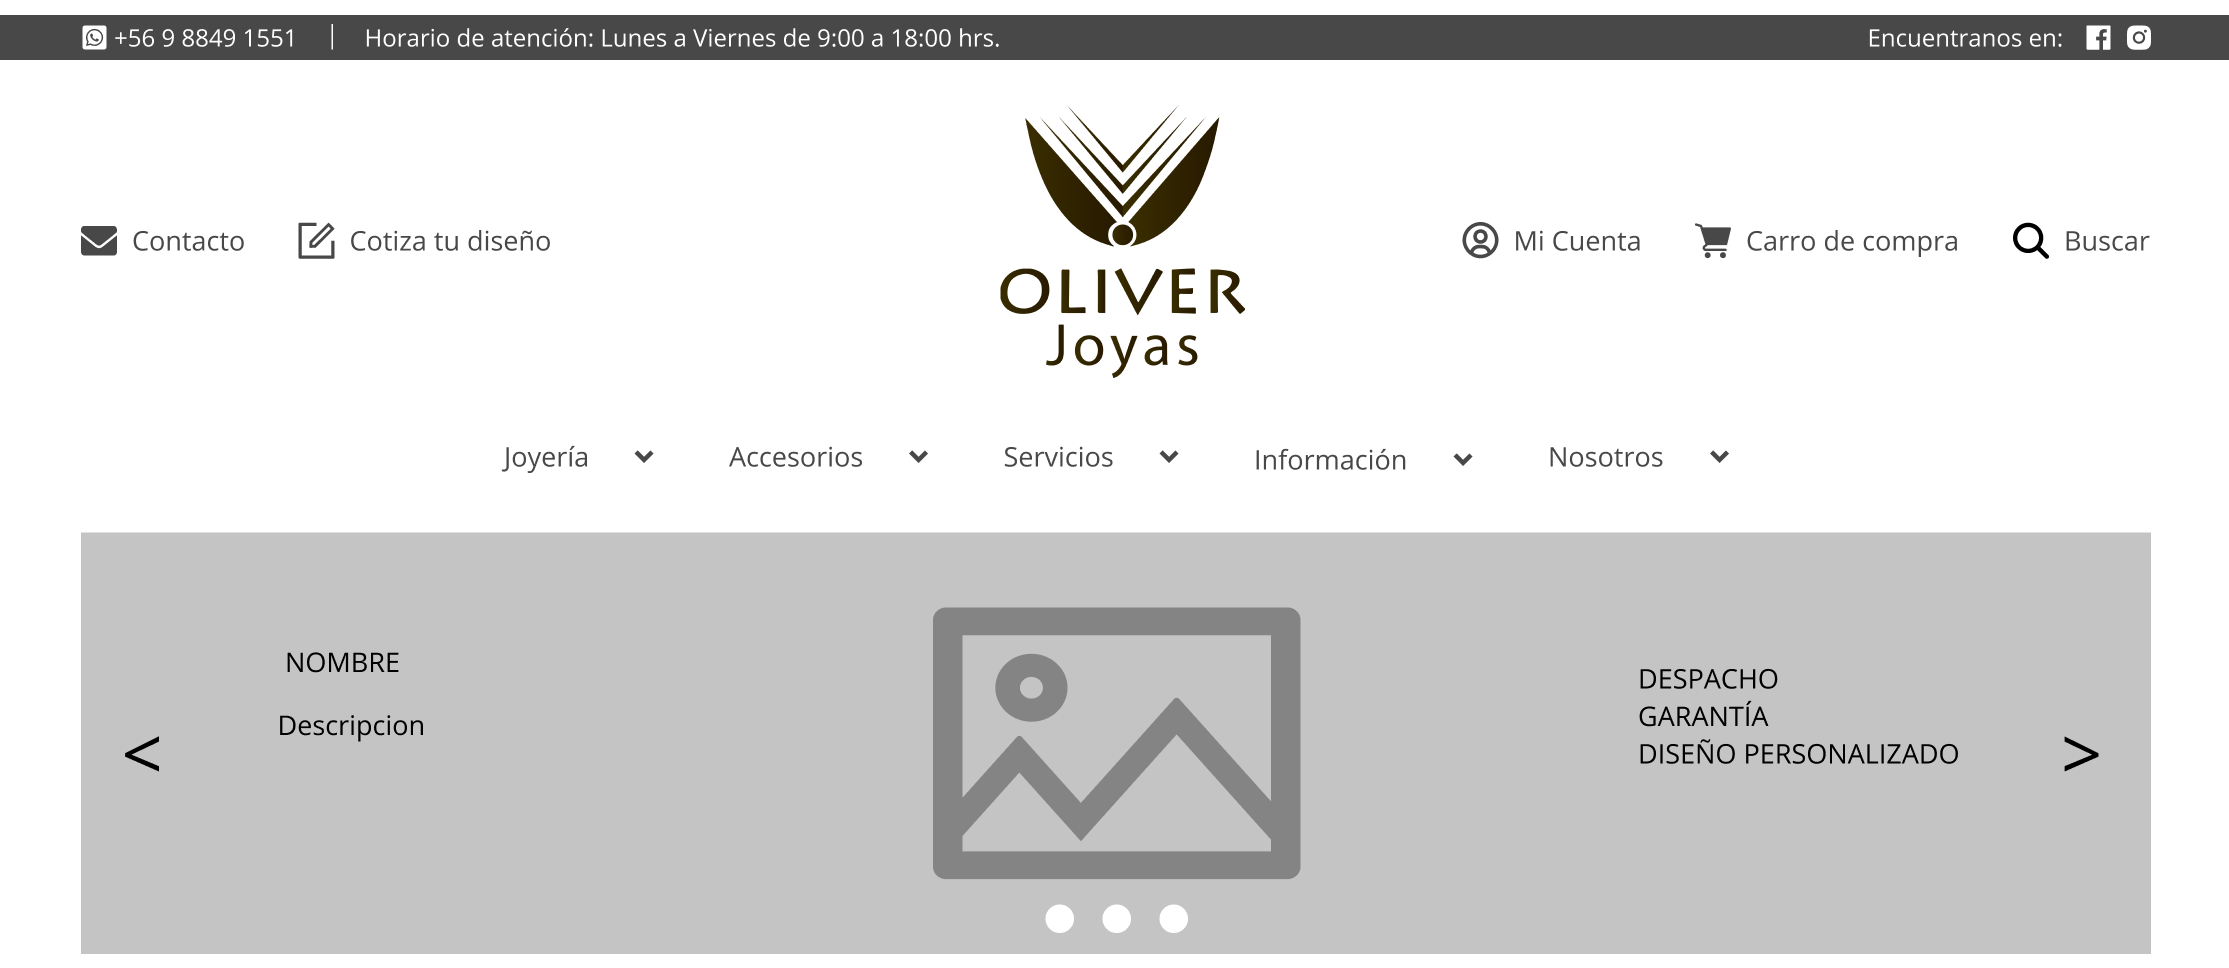 +56 9 8849 1551 | Horario de atención: Lunes a Viernes de 9:00 a 18:00 hrs. Encuentranos en:
OLIVER
Joyas
Contacto Cotiza tu diseño Mi Cuenta Carro de compra Buscar
Joyería Accesorios Servicios Información Nosotros
NOMBRE
Descripcion
DESPACHO
GARANTÍA
DISEÑO PERSONALIZADO
< >